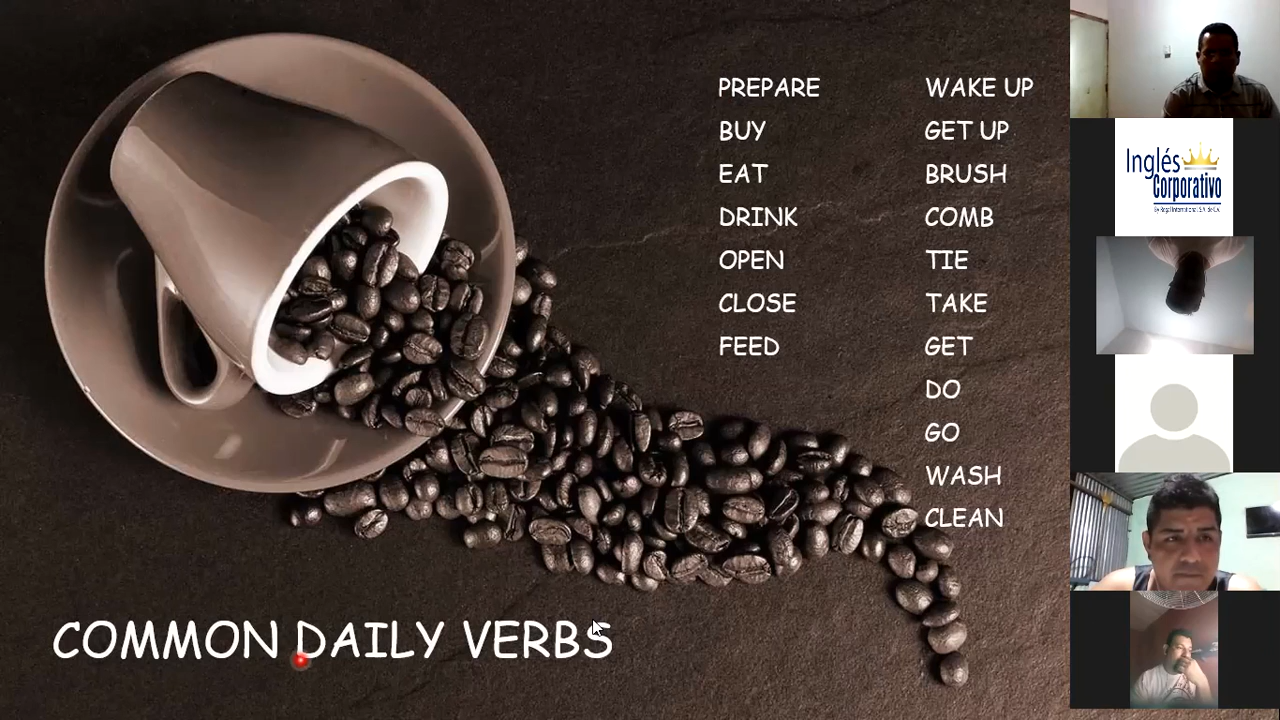 PREPARE
BUY
EAT
DRINK
OPEN
CLOSE
FEED
WAKE UP
GET UP
BRUSH
COMB
TIE
TAKE
GET
DO
GO
WASH
CLEAN
COMMON DAILY VERBS
Inglés
Corporativo